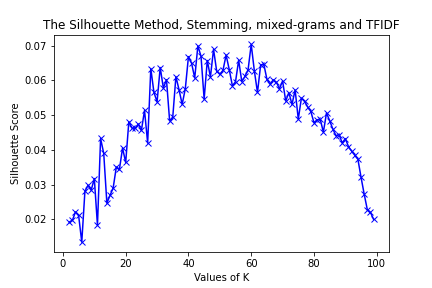 The Silhouette Method, Stemming, mixed-grams and TFIDF
0.07
0.06
0.05
0.04
0.03
0.02
Silhouette Score
0 20 40 60 80 100
Values of K